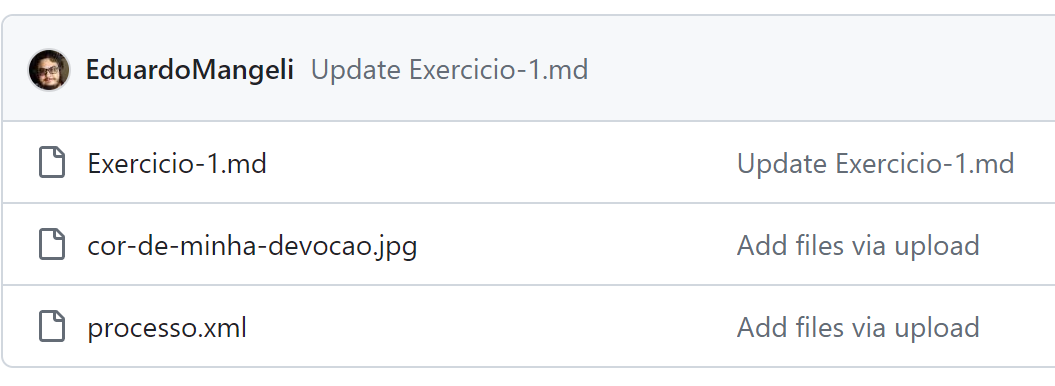 EduardoMangeli Update Exercicio-1.md
Exercicio-1.md Update Exercicio-1.md
cor-de-minha-devocao.jpg Add files via upload
processo.xml Add files via upload